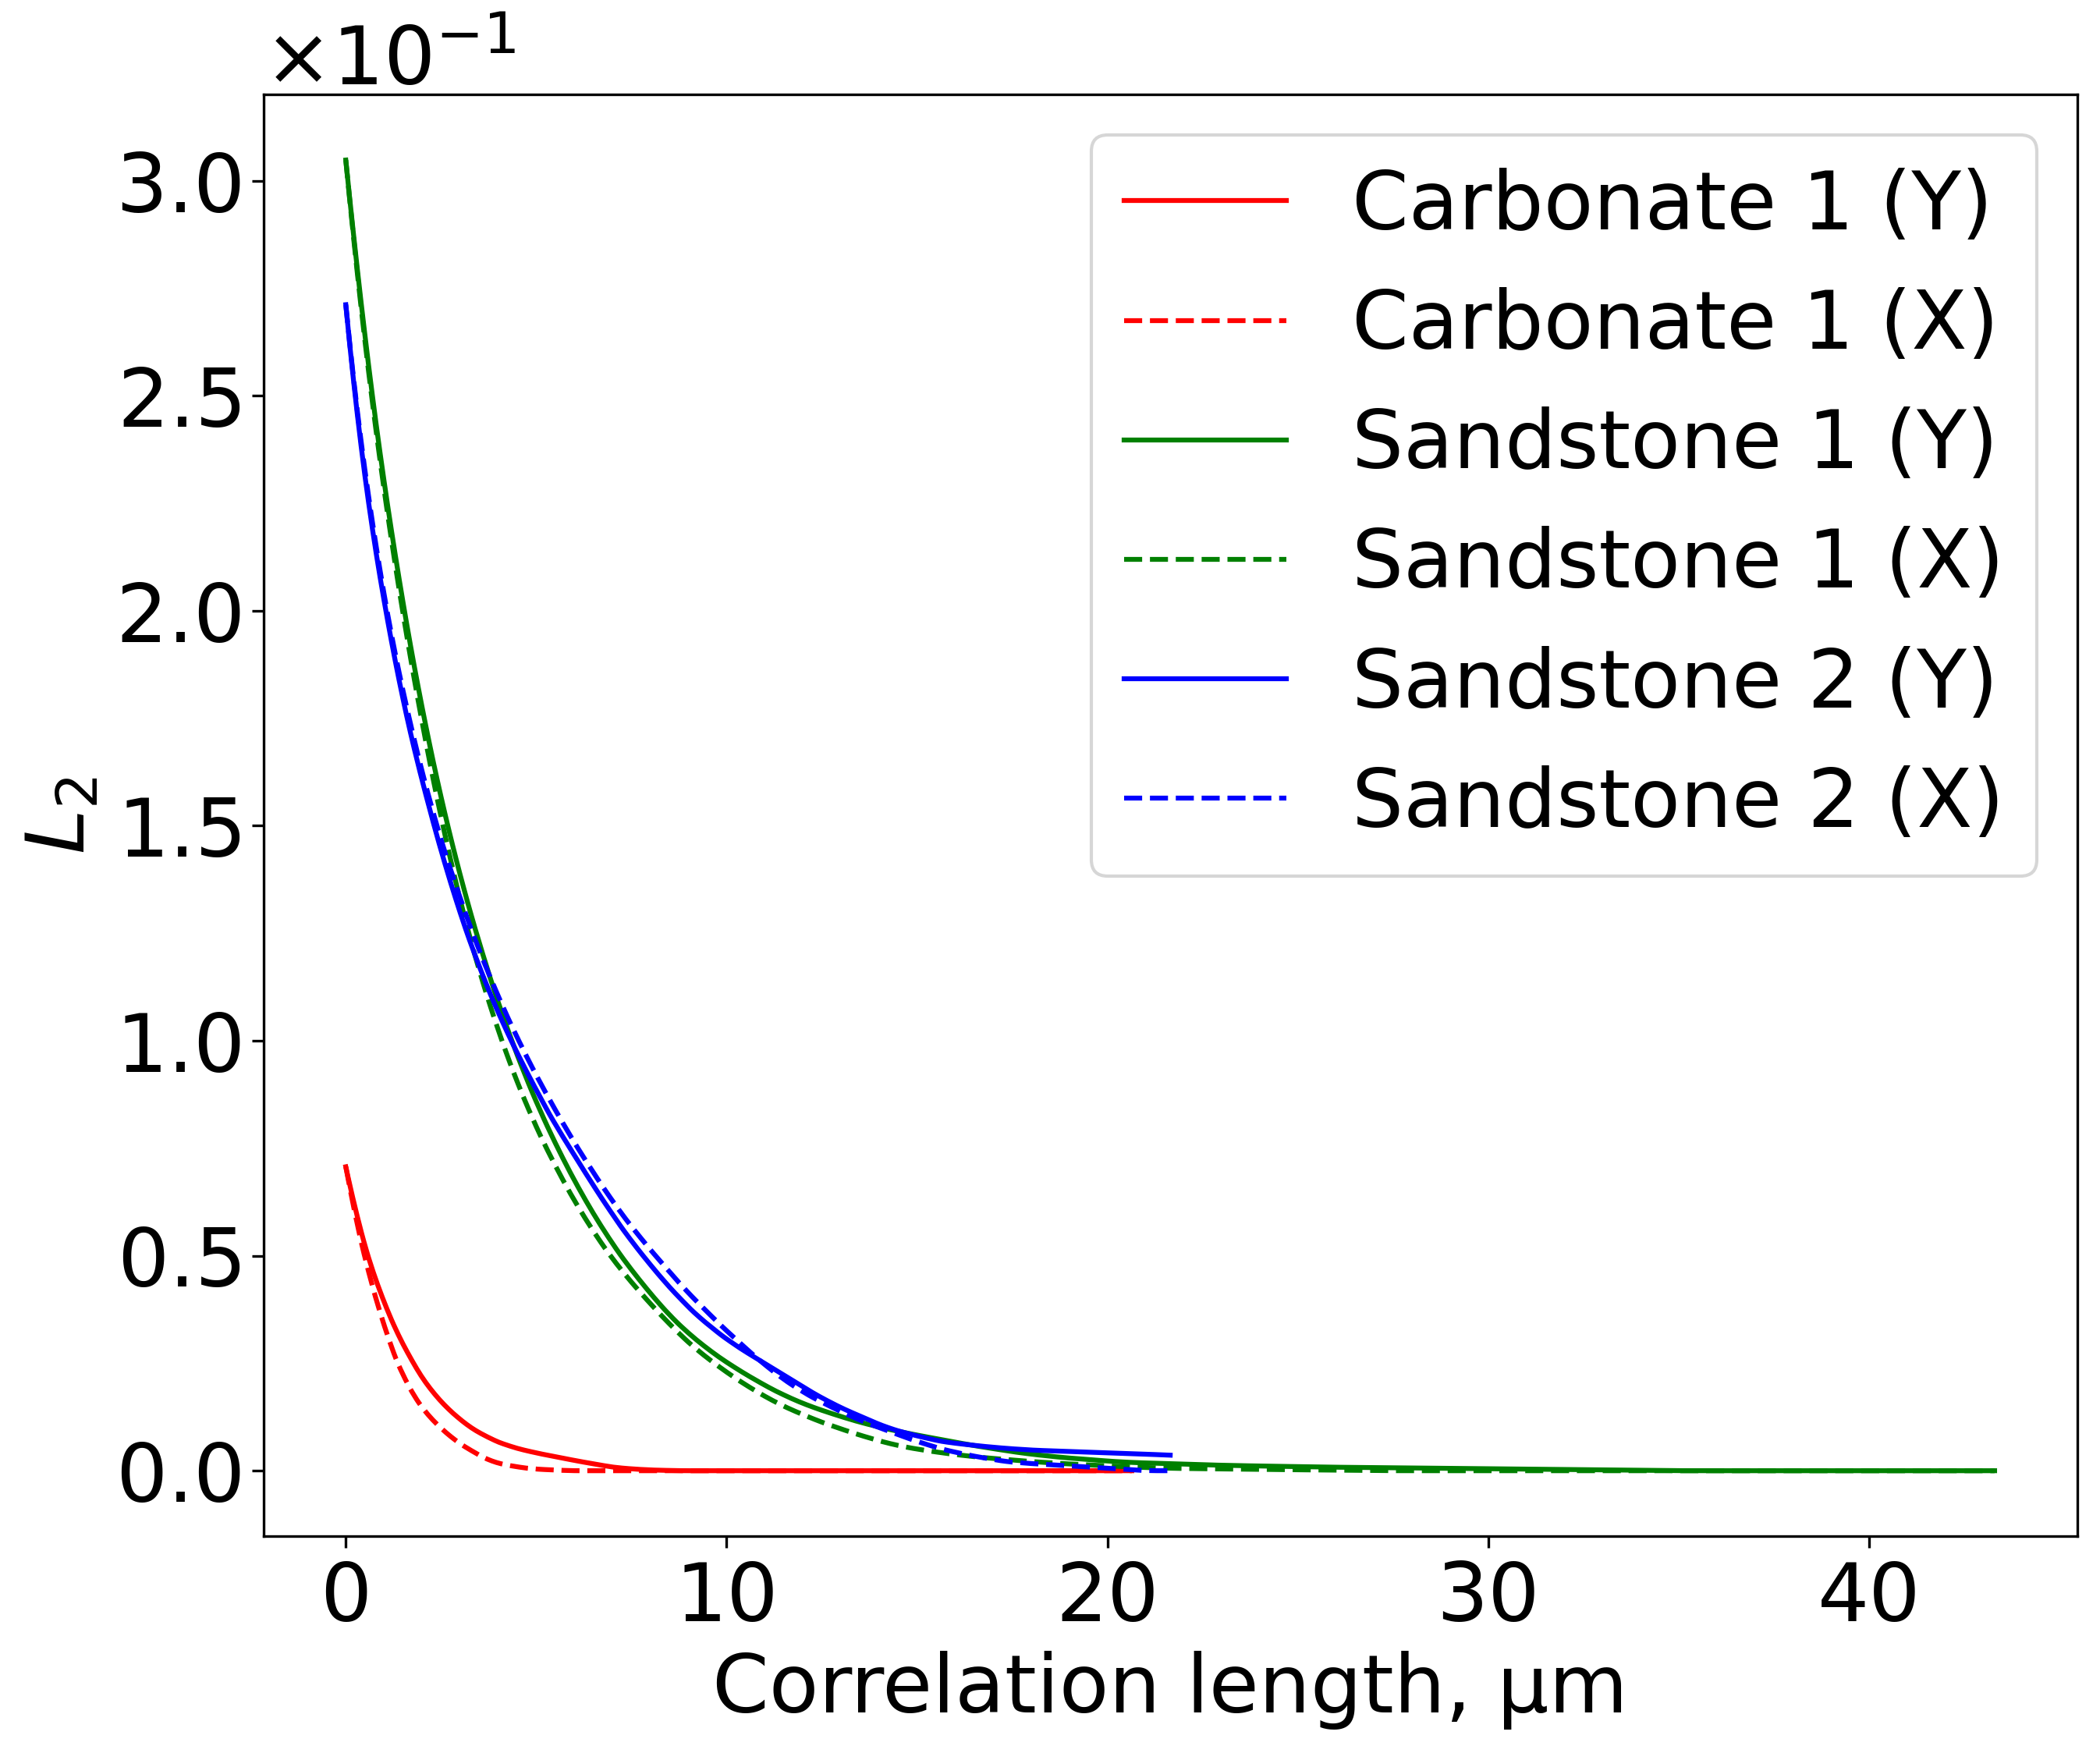 ×10⁻¹
3.0
2.5
2.0
1.5
1.0
0.5
0.0
L₂
Carbonate 1 (Y)
Carbonate 1 (X)
Sandstone 1 (Y)
Sandstone 1 (X)
Sandstone 2 (Y)
Sandstone 2 (X)
0 10 20 30 40
Correlation length, µm